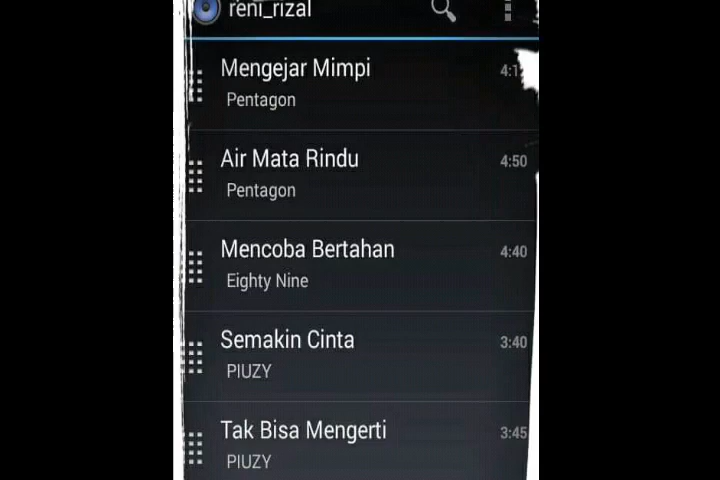 reni_rizal
Mengejar Mimpi
Pentagon
Air Mata Rindu
4:50
Pentagon
Mencoba Bertahan
4:40
Eighty Nine
Semakin Cinta
3:40
PIUZY
Tak Bisa Mengerti
3:45
PIUZY